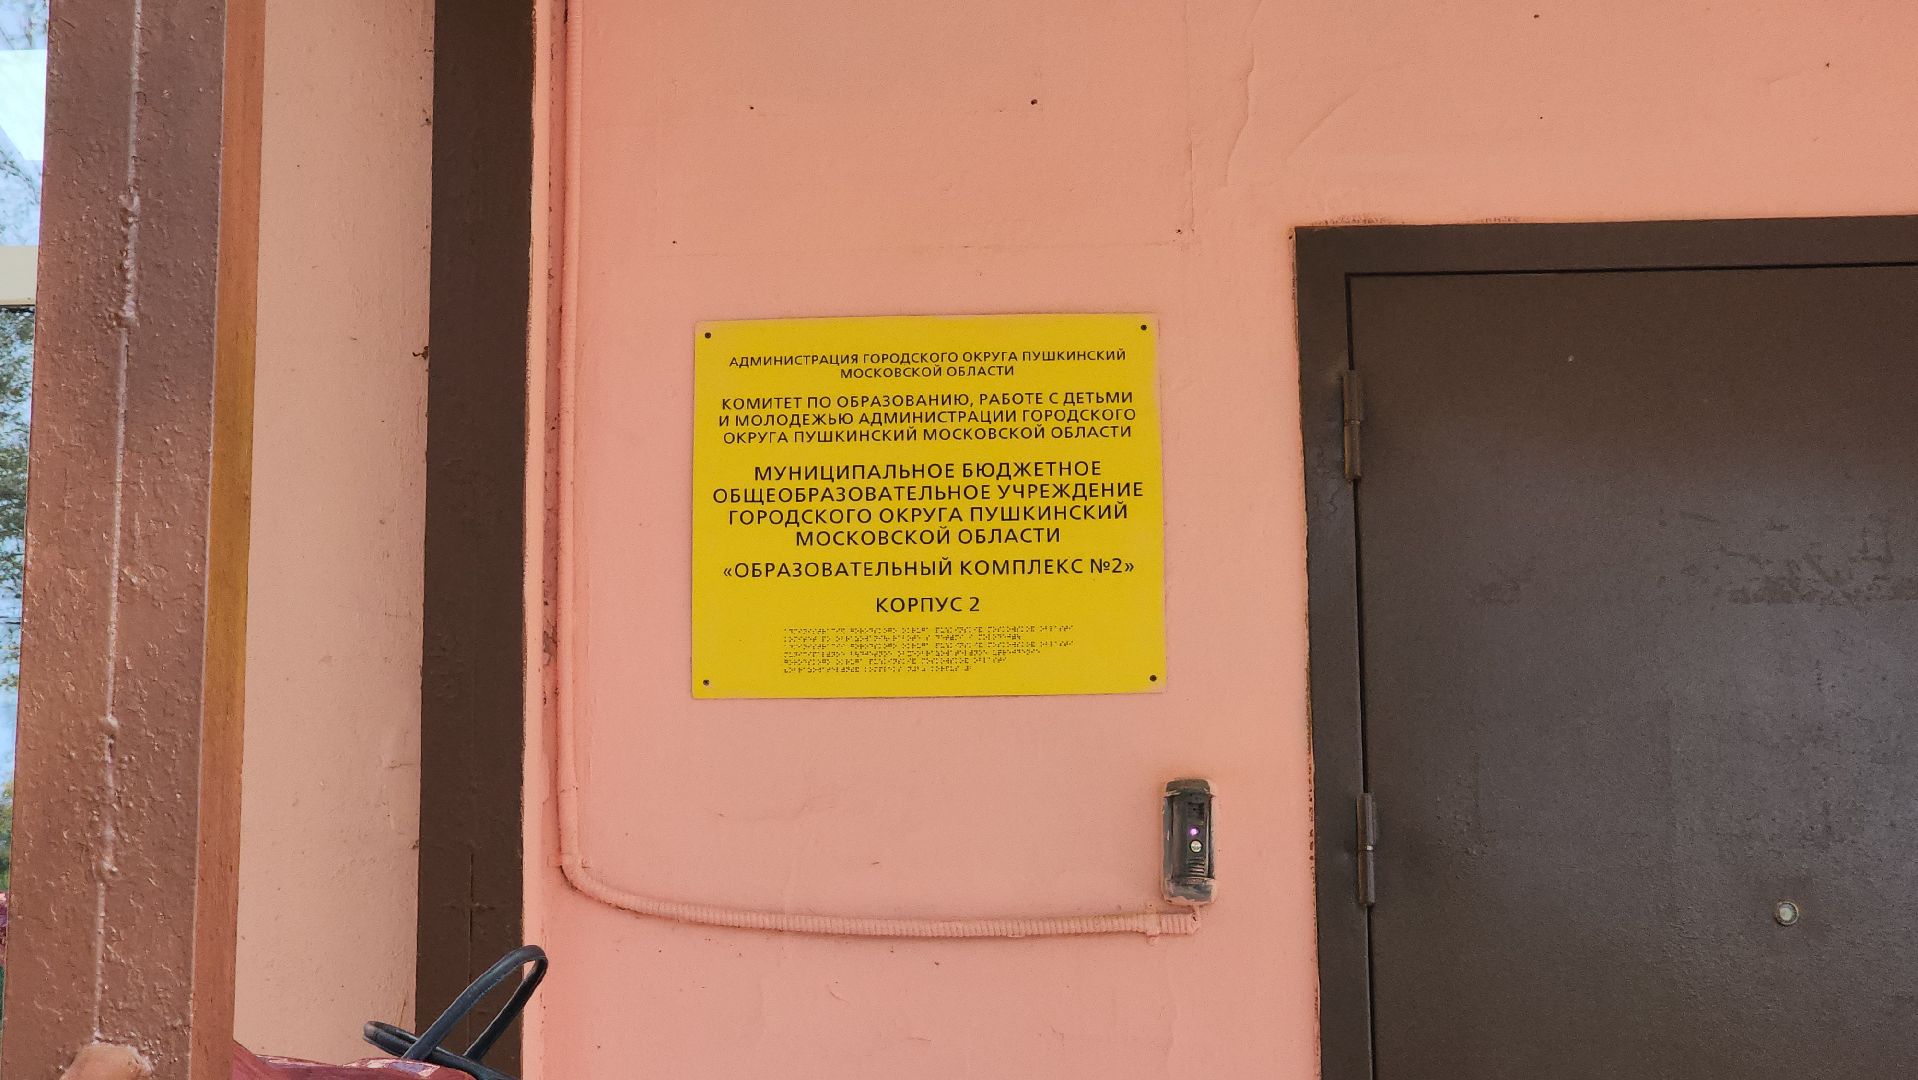 АДМИНИСТРАЦИЯ ГОРОДСКОГО ОКРУГА ПУШКИНСКИЙ
МОСКОВСКОЙ ОБЛАСТИ
КОМИТЕТ ПО ОБРАЗОВАНИЮ, РАБОТЕ С ДЕТЬМИ
И МОЛОДЕЖЬЮ АДМИНИСТРАЦИИ ГОРОДСКОГО
ОКРУГА ПУШКИНСКИЙ МОСКОВСКОЙ ОБЛАСТИ
МУНИЦИПАЛЬНОЕ БЮДЖЕТНОЕ
ОБЩЕОБРАЗОВАТЕЛЬНОЕ УЧРЕЖДЕНИЕ
ГОРОДСКОГО ОКРУГА ПУШКИНСКИЙ
МОСКОВСКОЙ ОБЛАСТИ
«ОБРАЗОВАТЕЛЬНЫЙ КОМПЛЕКС №2»
КОРПУС 2